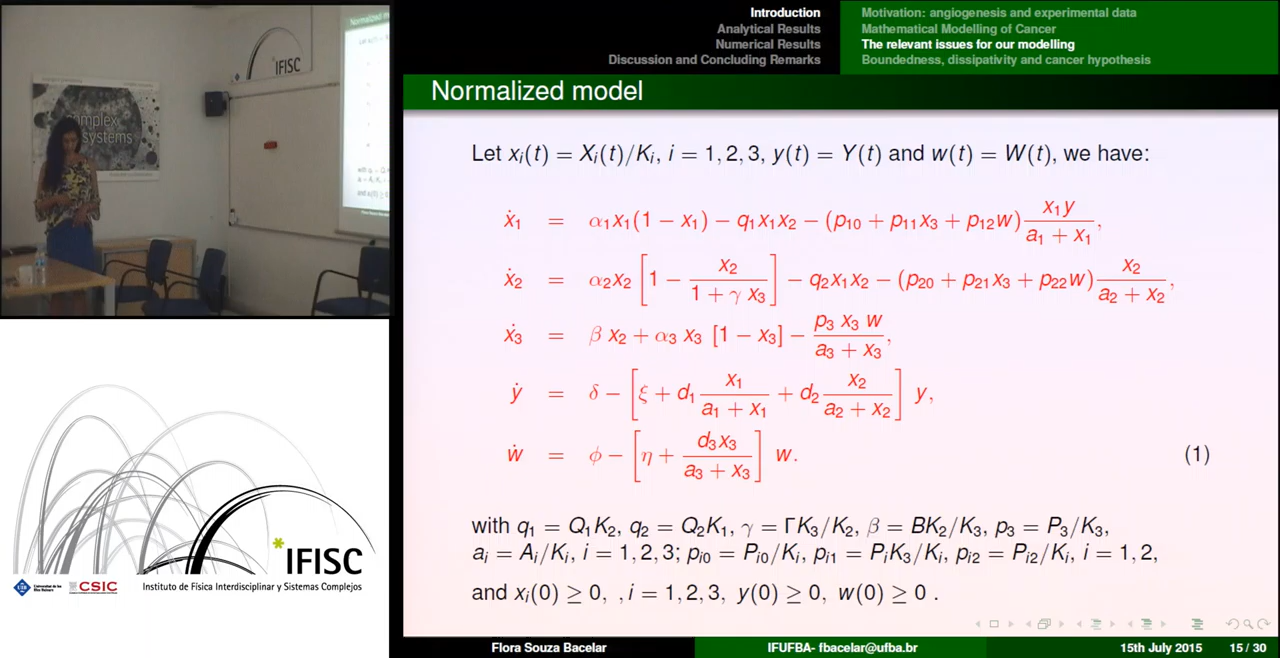 IFISC
complex
systems
Introduction
Analytical Results
Numerical Results
Discussion and Concluding Remarks
Motivation: angiogenesis and experimental data
Mathematical Modelling of Cancer
The relevant issues for our modelling
Boundedness, dissipativity and cancer hypothesis
Normalized model
Let xᵢ(t) = Xᵢ(t)/Kᵢ, i = 1, 2, 3, y(t) = Y(t) and w(t) = W(t), we have:
ẋ₁ = α₁x₁(1 − x₁) − q₁x₁x₂ − (p₁₀ + p₁₁x₃ + p₁₂w) x₁y/(a₁ + x₁),
ẋ₂ = α₂x₂ [1 − x₂/(1 + γ x₃)] − q₂x₁x₂ − (p₂₀ + p₂₁x₃ + p₂₂w) x₂/(a₂ + x₂),
ẋ₃ = β x₂ + α₃ x₃ [1 − x₃] − p₃ x₃ w/(a₃ + x₃),
ẏ = δ − [ξ + d₁ x₁/(a₁ + x₁) + d₂ x₂/(a₂ + x₂)] y,
ẇ = φ − [η + d₃x₃/(a₃ + x₃)] w. (1)
with q₁ = Q₁K₂, q₂ = Q₂K₁, γ = ΓK₃/K₂, β = BK₂/K₃, p₃ = P₃/K₃,
aᵢ = Aᵢ/Kᵢ, i = 1, 2, 3; pᵢ₀ = Pᵢ₀/Kᵢ, pᵢ₁ = PᵢK₃/Kᵢ, pᵢ₂ = Pᵢ₂/Kᵢ, i = 1, 2,
and xᵢ(0) ≥ 0, ,i = 1, 2, 3, y(0) ≥ 0, w(0) ≥ 0 .
Flora Souza Bacelar IFUFBA- fbacelar@ufba.br 15th July 2015 15 / 30
*IFISC
UIB
CSIC
Instituto de Física Interdisciplinar y Sistemas Complejos